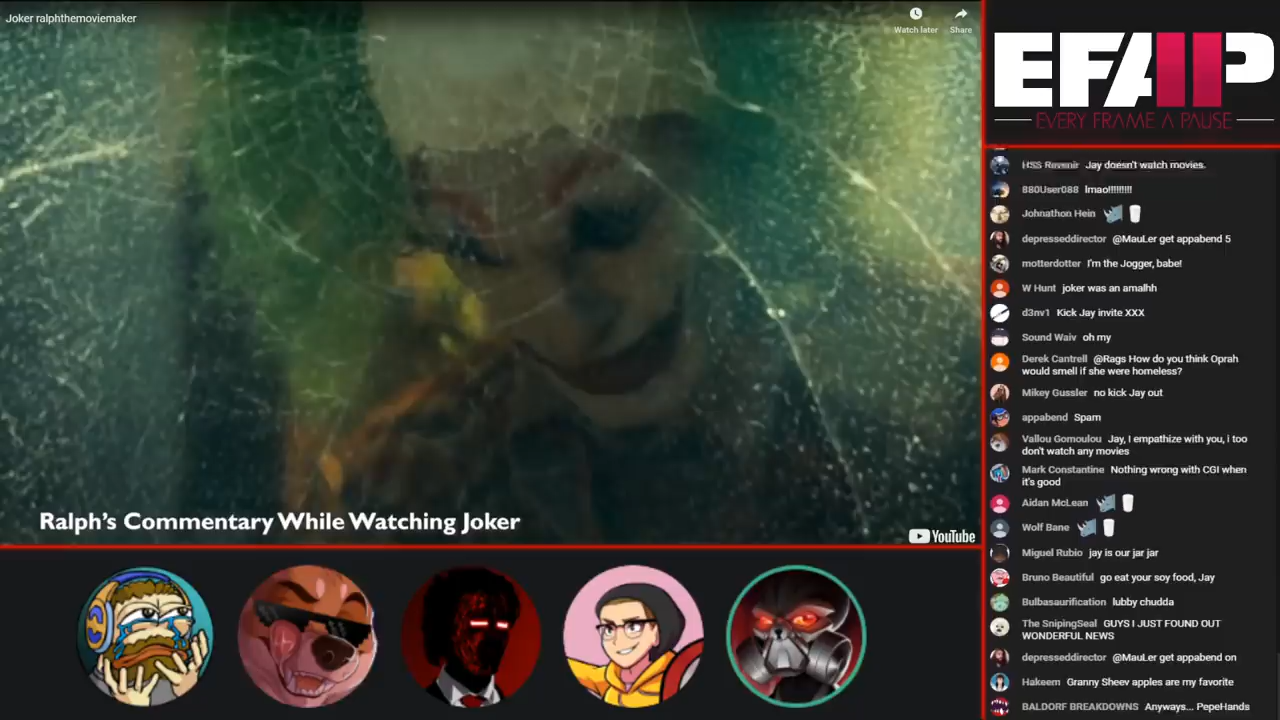 Joker ralphthemoviemaker
Watch later
Share
EFAP
EVERY FRAME A PAUSE
HSS Revenir Jay doesn't watch movies.
880User088 lmao!!!!!!!!!
Johnathon Hein
depresseddirector @MauLer get appabend 5
motterdotter I'm the Jogger, babe!
W Hunt joker was an amalhh
d3nv1 Kick Jay invite XXX
Sound Waiv oh my
Derek Cantrell @Rags How do you think Oprah
would smell if she were homeless?
Mikey Gussler no kick Jay out
appabend Spam
Vallou Gomoulou Jay, I empathize with you, i too
don't watch any movies
Mark Constantine Nothing wrong with CGI when
it's good
Aidan McLean
Wolf Bane
Miguel Rubio jay is our jar jar
Bruno Beautiful go eat your soy food, Jay
Bulbasaurification lubby chudda
The SnipingSeal GUYS I JUST FOUND OUT
WONDERFUL NEWS
depresseddirector @MauLer get appabend on
Hakeem Granny Sheev apples are my favorite
BALDORF BREAKDOWNS Anyways... PepeHands
Ralph's Commentary While Watching Joker
YouTube